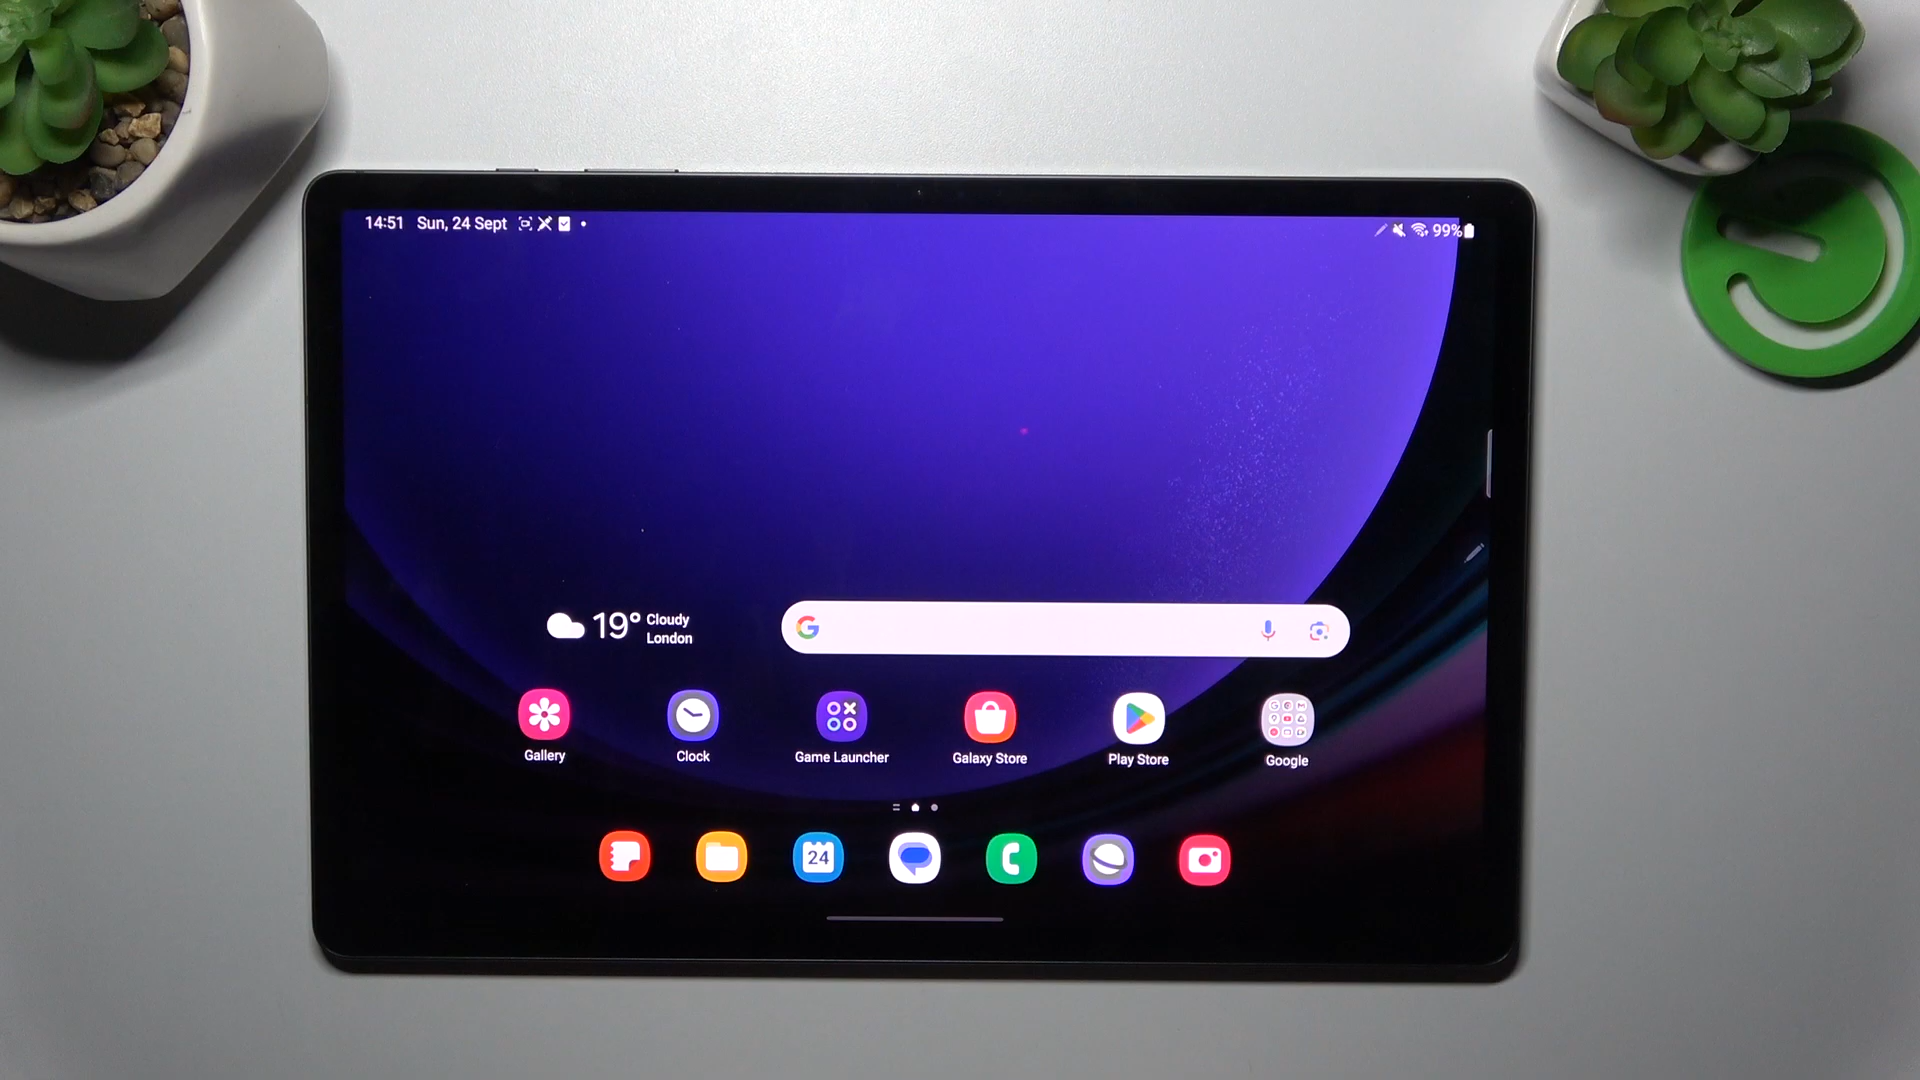 14:51 Sun, 24 Sept
99%
19° Cloudy
London
G
Gallery Clock Game Launcher Galaxy Store Play Store Google
24